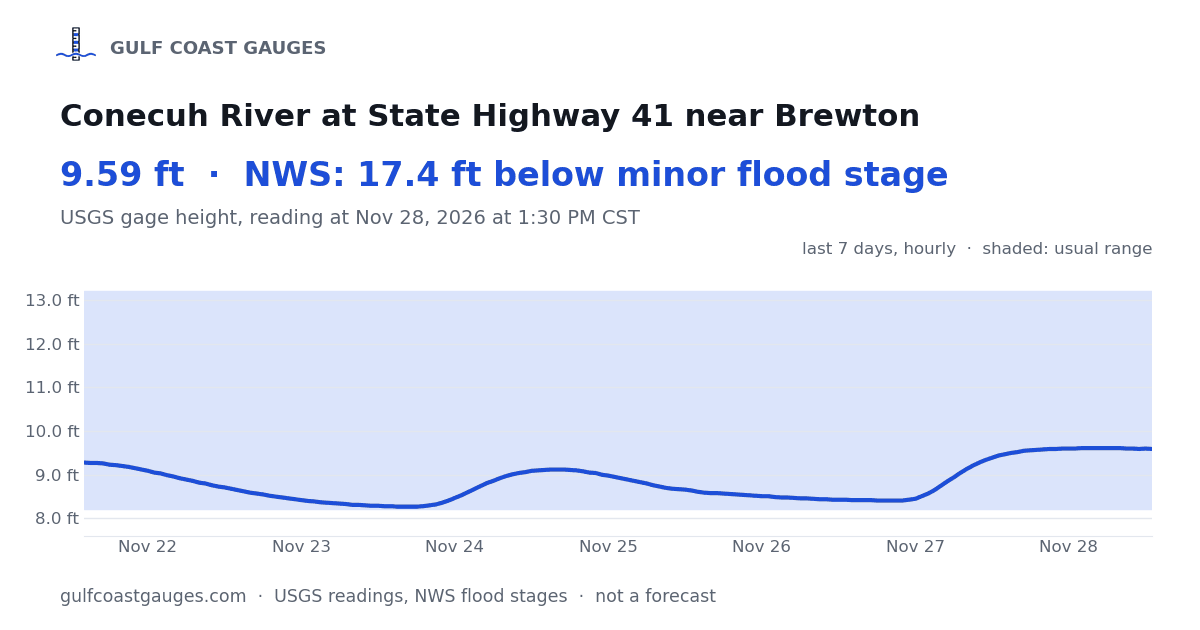 GULF COAST GAUGES
Conecuh River at State Highway 41 near Brewton
9.59 ft · NWS: 17.4 ft below minor flood stage
USGS gage height, reading at Nov 28, 2026 at 1:30 PM CST
last 7 days, hourly · shaded: usual range
13.0 ft
12.0 ft
11.0 ft
10.0 ft
9.0 ft
8.0 ft
Nov 22 Nov 23 Nov 24 Nov 25 Nov 26 Nov 27 Nov 28
gulfcoastgauges.com · USGS readings, NWS flood stages · not a forecast